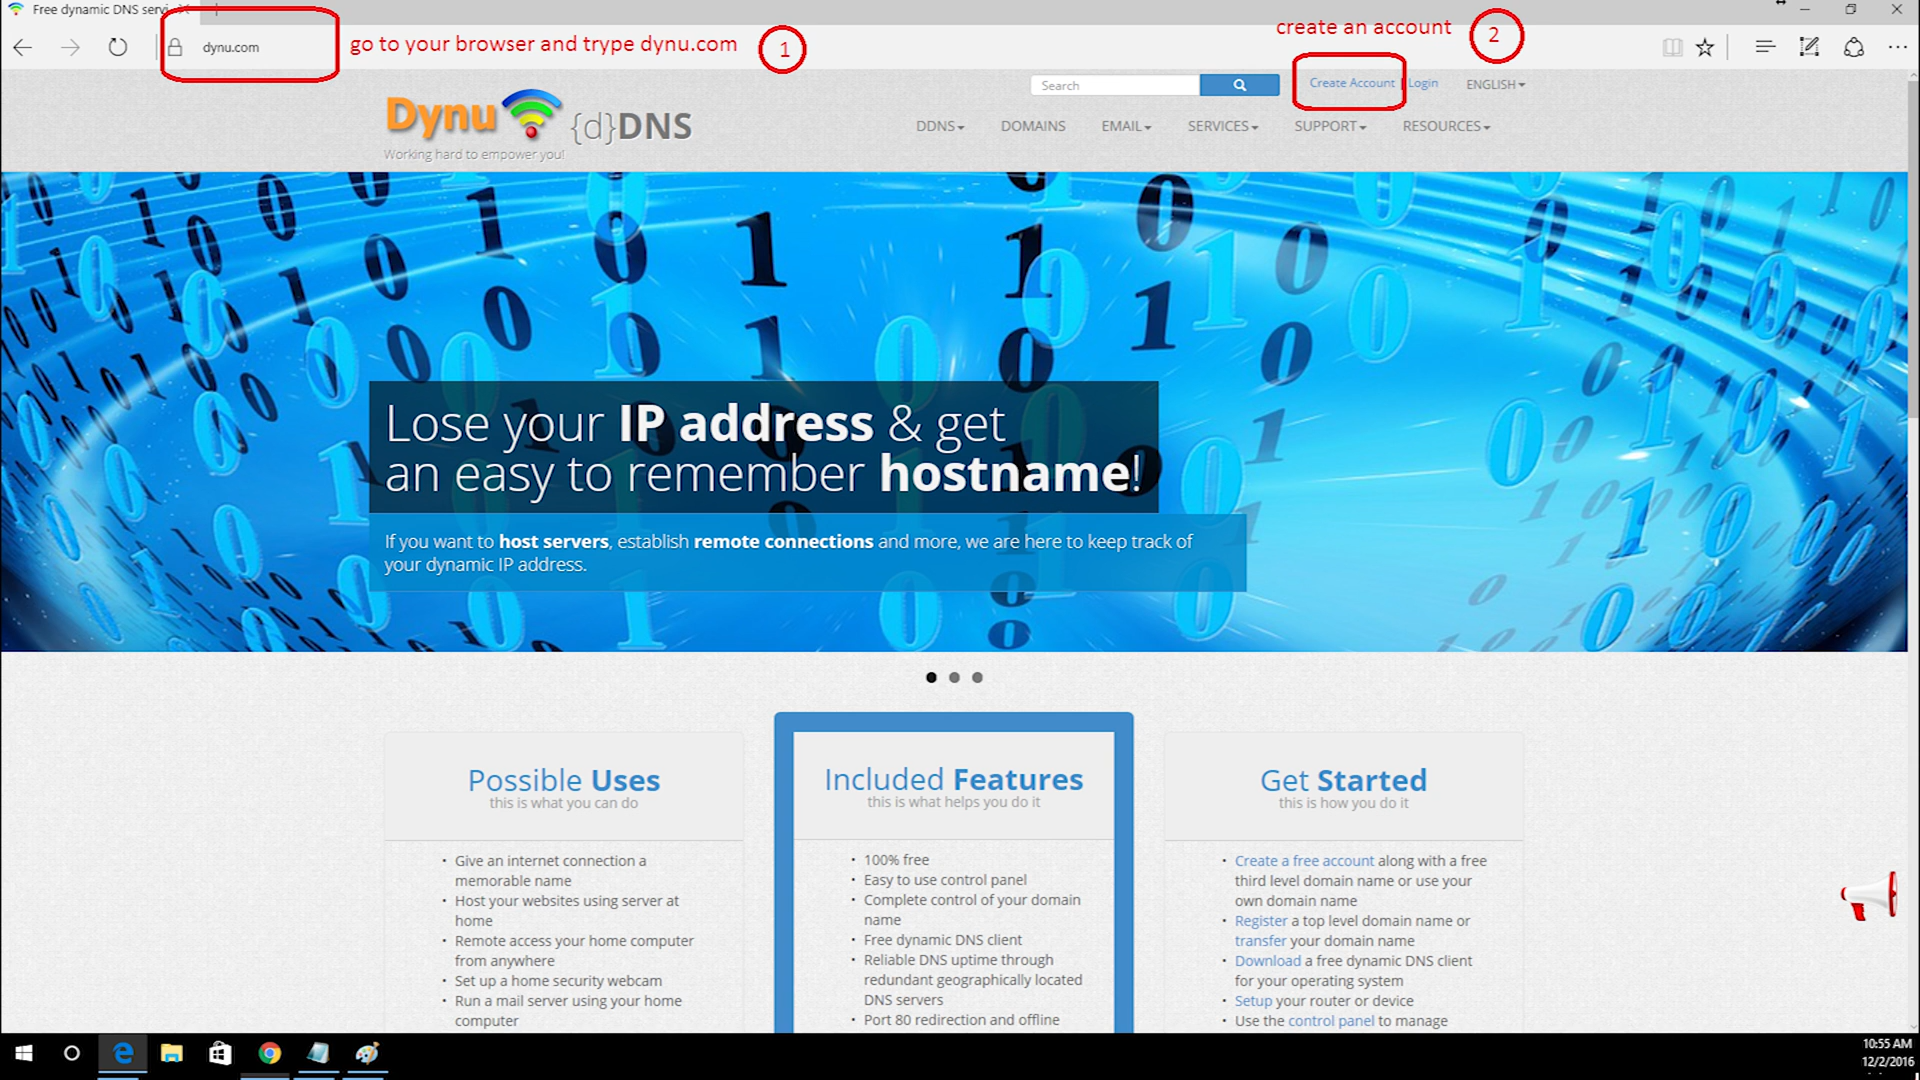 Free dynamic DNS servi
dynu.com
go to your browser and trype dynu.com
1
create an account
2
Search
Create Account | Login
ENGLISH
Dynu {d}DNS
Working hard to empower you!
DDNS DOMAINS EMAIL SERVICES SUPPORT RESOURCES
Lose your IP address & get
an easy to remember hostname!
If you want to host servers, establish remote connections and more, we are here to keep track of
your dynamic IP address.
Possible Uses
this is what you can do
• Give an internet connection a
memorable name
• Host your websites using server at
home
• Remote access your home computer
from anywhere
• Set up a home security webcam
• Run a mail server using your home
computer
Included Features
this is what helps you do it
• 100% free
• Easy to use control panel
• Complete control of your domain
name
• Free dynamic DNS client
• Reliable DNS uptime through
redundant geographically located
DNS servers
• Port 80 redirection and offline
Get Started
this is how you do it
• Create a free account along with a free
third level domain name or use your
own domain name
• Register a top level domain name or
transfer your domain name
• Download a free dynamic DNS client
for your operating system
• Setup your router or device
• Use the control panel to manage
10:55 AM
12/2/2016